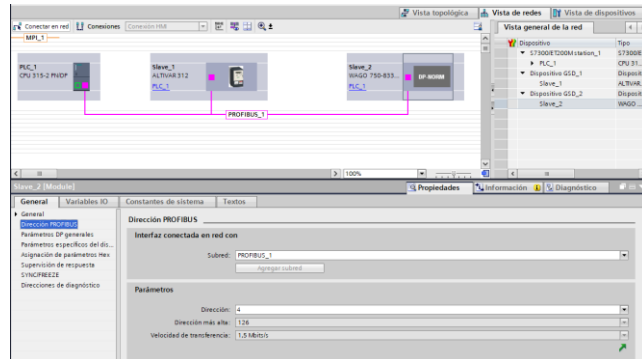 Vista topológica
Vista de redes
Vista de dispositivos
Conectar en red
Conexiones
Conexión HMI
Vista general de la red
MPI_1
Dispositivo
Tipo
S7300/ET200M station_1
S7300/E
PLC_1
CPU 31...
Dispositivo GSD_1
Disposit
Slave_1
ALTIVAR
Dispositivo GSD_2
Disposit
Slave_2
WAGO ...
PLC_1
CPU 315-2 PN/DP
Slave_1
ALTIVAR 312
PLC_1
Slave_2
WAGO 750-833...
PLC_1
DP-NORM
PROFIBUS_1
100%
Slave_2 [Module]
Propiedades
Información
Diagnóstico
General
Variables IO
Constantes de sistema
Textos
General
Dirección PROFIBUS
Parámetros DP generales
Parámetros específicos del dis...
Asignación de parámetros Hex
Supervisión de respuesta
SYNC/FREEZE
Direcciones de diagnóstico
Dirección PROFIBUS
Interfaz conectada en red con
Subred: PROFIBUS_1
Agregar subred
Parámetros
Dirección: 4
Dirección más alta: 126
Velocidad de transferencia: 1,5 Mbits/s